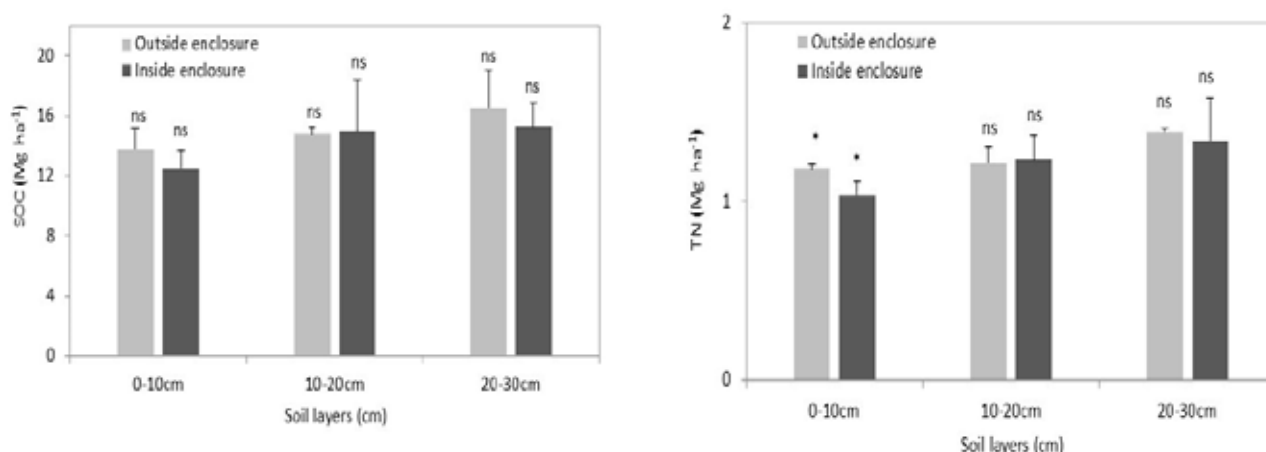 Outside enclosure
Inside enclosure
20
16
12
8
4
0
SOC (Mg ha⁻¹)
ns
ns
ns
ns
ns
ns
0-10cm
10-20cm
20-30cm
Soil layers (cm)
Outside enclosure
Inside enclosure
2
1
0
TN (Mg ha⁻¹)
*
*
ns
ns
ns
ns
0-10cm
10-20cm
20-30cm
Soil layers (cm)